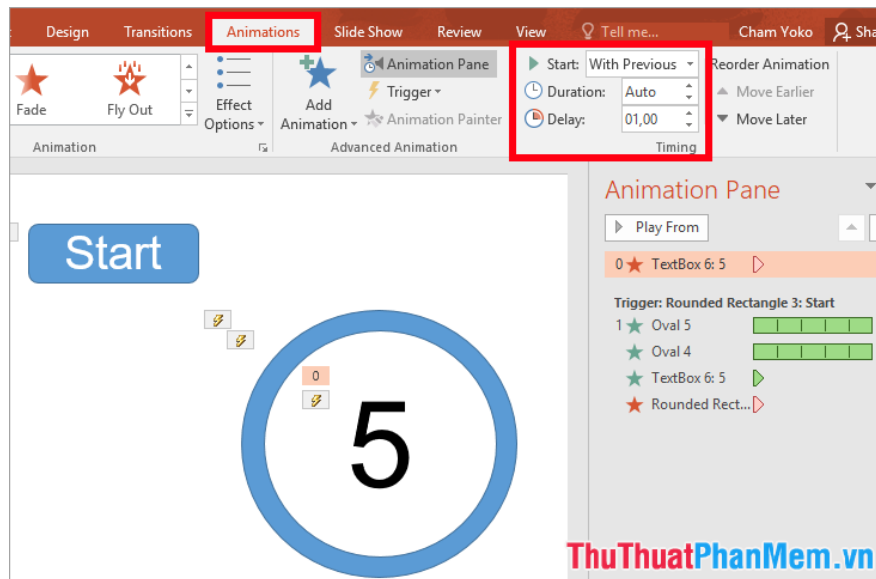 Design Transitions Animations Slide Show Review View Tell me... Cham Yoko Sha
Animation Pane Start: With Previous Reorder Animation
Fade Fly Out Effect Options Add Animation Trigger Duration: Auto Move Earlier
Animation Painter Delay: 01,00 Move Later
Animation Advanced Animation Timing
Animation Pane
Play From
Start
0 TextBox 6: 5
Trigger: Rounded Rectangle 3: Start
1 Oval 5
Oval 4
0
TextBox 6: 5
Rounded Rect...
5
ThuThuatPhanMem.vn